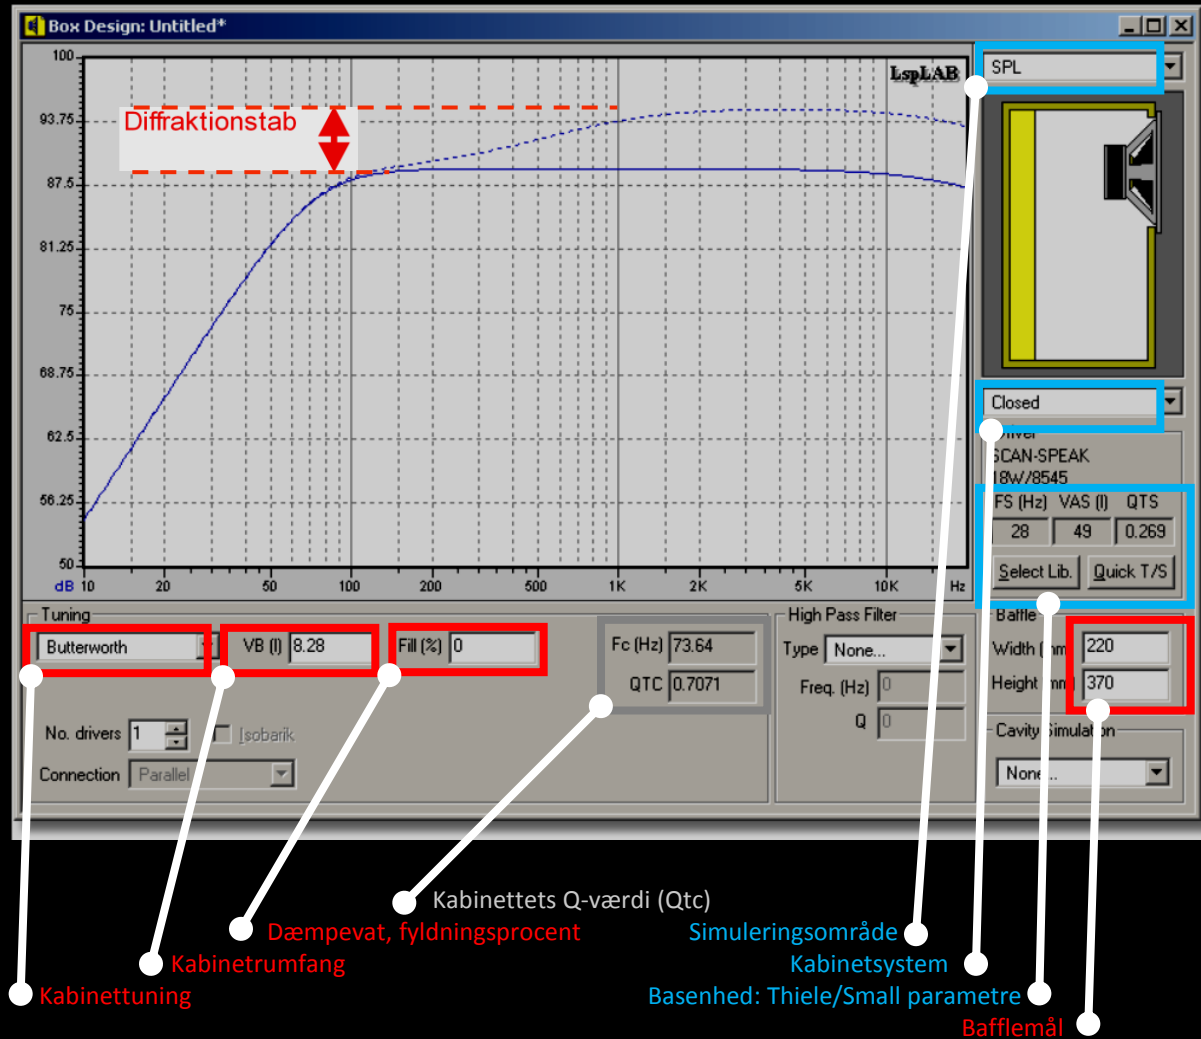 Box Design: Untitled*
100
93.75
87.5
81.25
75
68.75
62.5
56.25
50
Diffraktionstab
LspLAB
dB 10 20 50 100 200 500 1K 2K 5K 10K Hz
SPL
Closed
Driver
SCAN-SPEAK
18W/8545
FS (Hz) VAS (l) QTS
28 49 0.269
Select Lib. Quick T/S
Tuning
Butterworth VB (l) 8.28 Fill (%) 0 Fc (Hz) 73.64
QTC 0.7071
No. drivers 1 Isobarik
Connection Parallel
High Pass Filter
Type None...
Freq. (Hz) 0
Q 0
Baffle
Width (mm) 220
Height (mm) 370
Cavity Simulation
None...
Kabinettets Q-værdi (Qtc)
Dæmpevat, fyldningsprocent
Kabinetrumfang
Kabinettuning
Simuleringsområde
Kabinetsystem
Basenhed: Thiele/Small parametre
Bafflemål